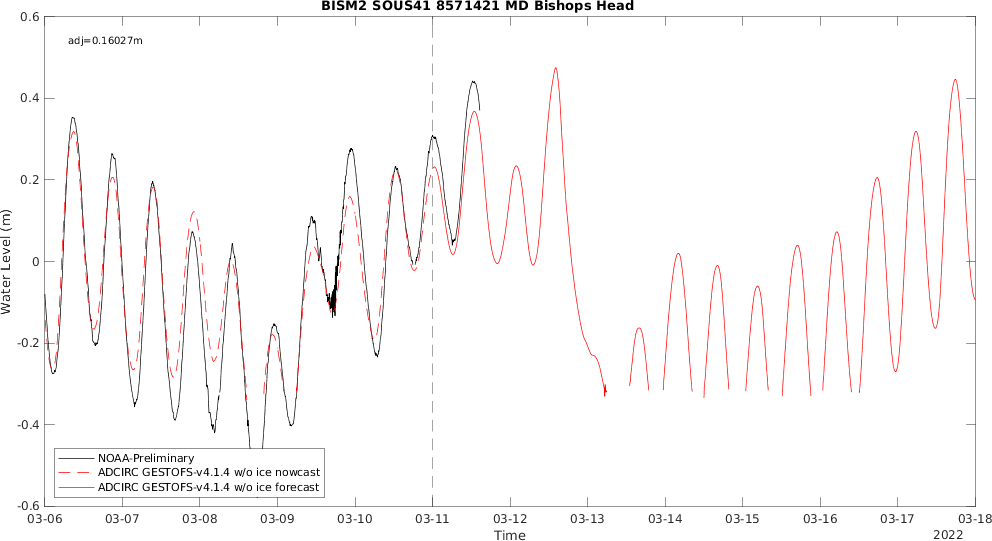 BISM2 SOUS41 8571421 MD Bishops Head
adj=0.16027m
0.6
0.4
0.2
0
-0.2
-0.4
-0.6
Water Level (m)
NOAA-Preliminary
ADCIRC GESTOFS-v4.1.4 w/o ice nowcast
ADCIRC GESTOFS-v4.1.4 w/o ice forecast
03-06 03-07 03-08 03-09 03-10 03-11 03-12 03-13 03-14 03-15 03-16 03-17 03-18
Time
2022